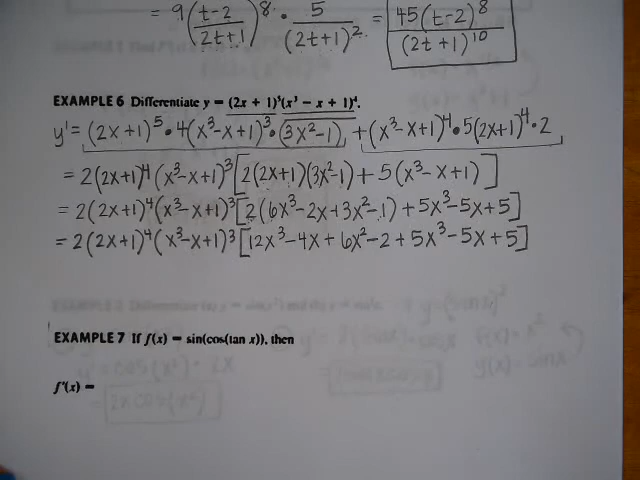 = 9((t-2)/(2t+1))^8 · 5/(2t+1)^2 = 45(t-2)^8/(2t+1)^10
EXAMPLE 6 Differentiate y = (2x + 1)^5(x^3 - x + 1)^4.
y' = (2x+1)^5 · 4(x^3-x+1)^3 · (3x^2-1) + (x^3-x+1)^4 · 5(2x+1)^4 · 2
= 2(2x+1)^4(x^3-x+1)^3[2(2x+1)(3x^2-1) + 5(x^3-x+1)]
= 2(2x+1)^4(x^3-x+1)^3[2(6x^3-2x+3x^2-1) + 5x^3-5x+5]
= 2(2x+1)^4(x^3-x+1)^3[12x^3-4x+6x^2-2+5x^3-5x+5]
EXAMPLE 7 If f(x) = sin(cos(tan x)), then
f'(x) =